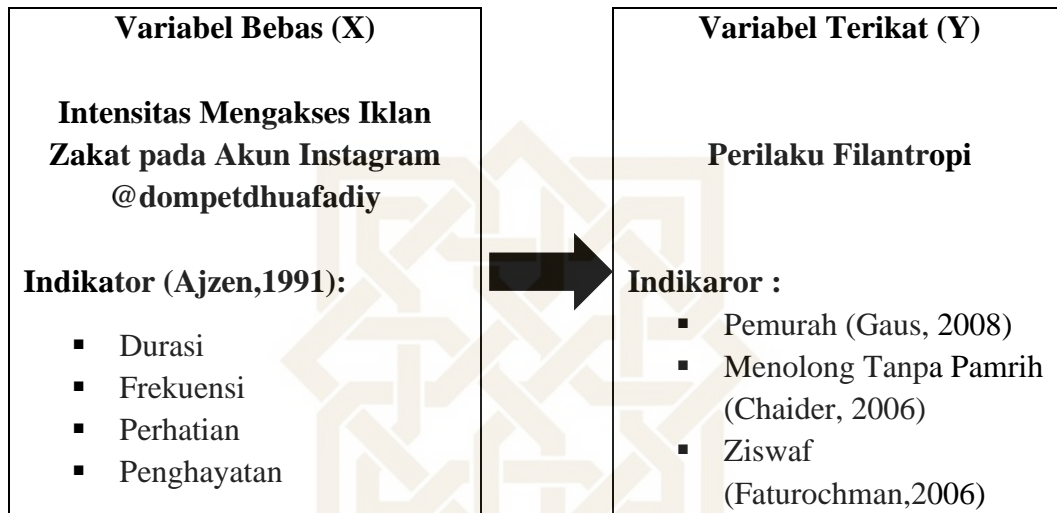 Variabel Bebas (X)
Intensitas Mengakses Iklan
Zakat pada Akun Instagram
@dompetdhuafadiy
Indikator (Ajzen,1991):
▪ Durasi
▪ Frekuensi
▪ Perhatian
▪ Penghayatan
Variabel Terikat (Y)
Perilaku Filantropi
Indikaror :
▪ Pemurah (Gaus, 2008)
▪ Menolong Tanpa Pamrih
(Chaider, 2006)
▪ Ziswaf
(Faturochman,2006)